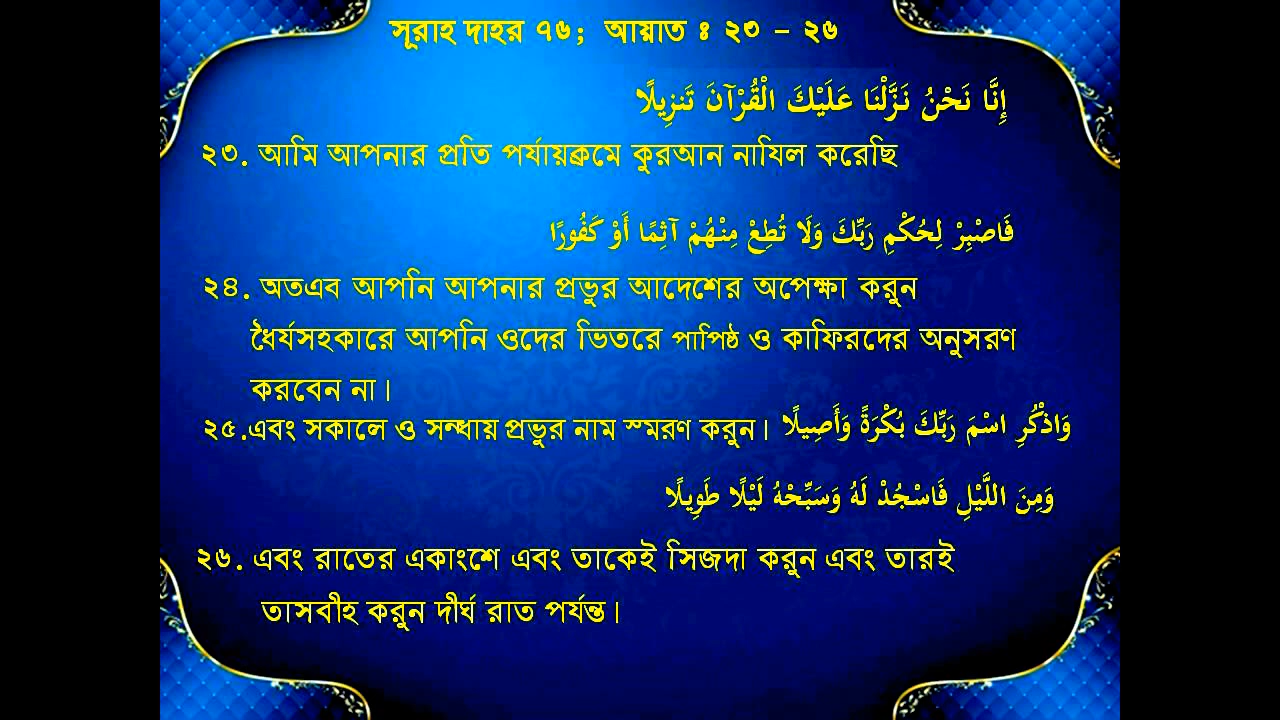 সূরাহ দাহর ৭৬; আয়াত ঃ ২৩ - ২৬
إِنَّا نَحْنُ نَزَّلْنَا عَلَيْكَ الْقُرْآنَ تَنزِيلًا
২৩. আমি আপনার প্রতি পর্যায়ক্রমে কুরআন নাযিল করেছি
فَاصْبِرْ لِحُكْمِ رَبِّكَ وَلَا تُطِعْ مِنْهُمْ آثِمًا أَوْ كَفُورًا
২৪. অতএব আপনি আপনার প্রভুর আদেশের অপেক্ষা করুন
ধৈর্যসহকারে আপনি ওদের ভিতরে পাপিষ্ঠ ও কাফিরদের অনুসরণ
করবেন না।
২৫.এবং সকালে ও সন্ধায় প্রভুর নাম স্মরণ করুন। وَاذْكُرِ اسْمَ رَبِّكَ بُكْرَةً وَأَصِيلًا
وَمِنَ اللَّيْلِ فَاسْجُدْ لَهُ وَسَبِّحْهُ لَيْلًا طَوِيلًا
২৬. এবং রাতের একাংশে এবং তাকেই সিজদা করুন এবং তারই
তাসবীহ করুন দীর্ঘ রাত পর্যন্ত।